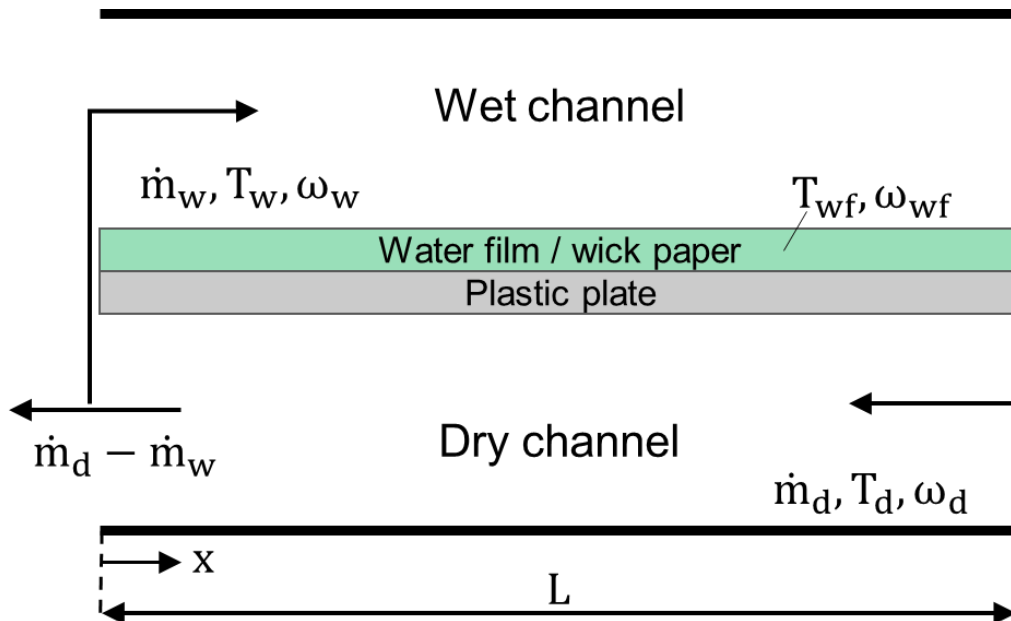 Wet channel
ṁw, Tw, ωw
Twf, ωwf
Water film / wick paper
Plastic plate
ṁd − ṁw
Dry channel
ṁd, Td, ωd
x
L